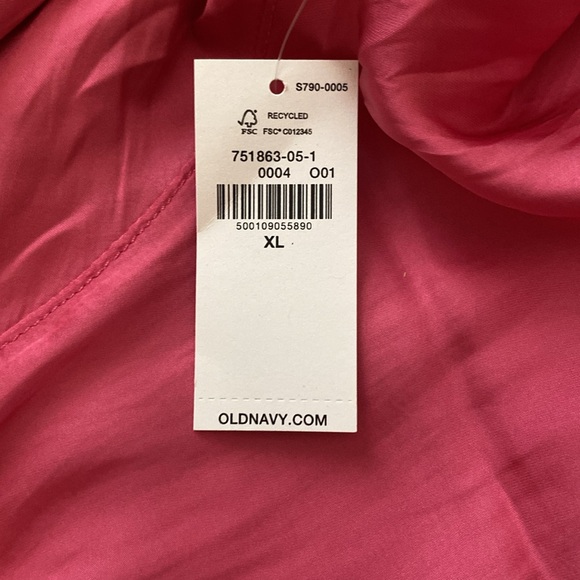 S790-0005
FSC
RECYCLED
FSC® C012345
751863-05-1
0004 O01
500109055890
XL
OLDNAVY.COM